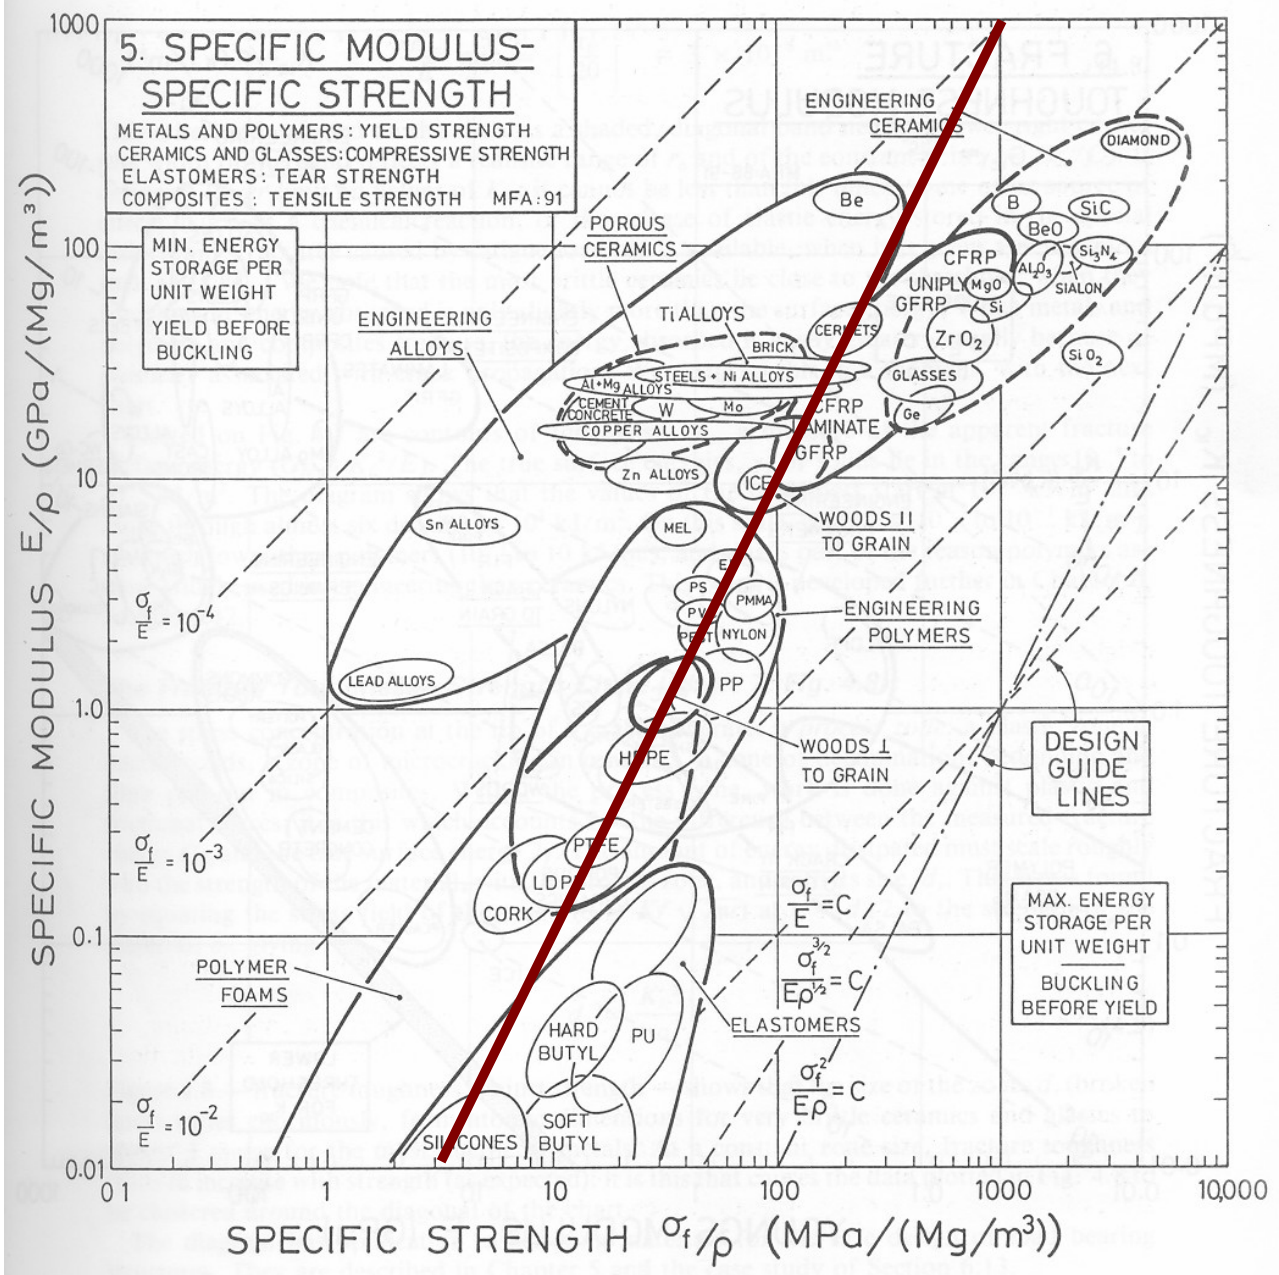 1000
5. SPECIFIC MODULUS-
SPECIFIC STRENGTH
METALS AND POLYMERS: YIELD STRENGTH
CERAMICS AND GLASSES: COMPRESSIVE STRENGTH
ELASTOMERS: TEAR STRENGTH
COMPOSITES: TENSILE STRENGTH MFA:91
MIN. ENERGY
STORAGE PER
UNIT WEIGHT
YIELD BEFORE
BUCKLING
ENGINEERING
CERAMICS
DIAMOND
POROUS
CERAMICS
Be
B
SiC
BeO
Si₃N₄
100
CFRP
Al₂O₃
SIALON
UNIPLY
MgO
GFRP
Si
ENGINEERING
ALLOYS
Ti ALLOYS
CERMETS
BRICK
ZrO₂
SiO₂
STEELS + Ni ALLOYS
GLASSES
Al+Mg ALLOYS
CEMENT
CONCRETE
W
Mo
CFRP
LAMINATE
GFRP
Ge
COPPER ALLOYS
Zn ALLOYS
ICE
10
Sn ALLOYS
MEL
WOODS II
TO GRAIN
PS
PMMA
NYLON
ENGINEERING
POLYMERS
σf/E = 10⁻⁴
LEAD ALLOYS
PP
1.0
WOODS ⊥
TO GRAIN
HDPE
DESIGN
GUIDE
LINES
σf/E = 10⁻³
PTFE
LDPE
CORK
σf/E = C
MAX. ENERGY
STORAGE PER
UNIT WEIGHT
BUCKLING
BEFORE YIELD
0.1
POLYMER
FOAMS
σf^3/2/Eρ^1/2 = C
HARD
BUTYL
PU
ELASTOMERS
σf²/Eρ = C
σf/E = 10⁻²
SILICONES
SOFT
BUTYL
0.01
0.1
1
10
100
1000
10,000
SPECIFIC MODULUS E/ρ (GPa/(Mg/m³))
SPECIFIC STRENGTH σf/ρ (MPa/(Mg/m³))